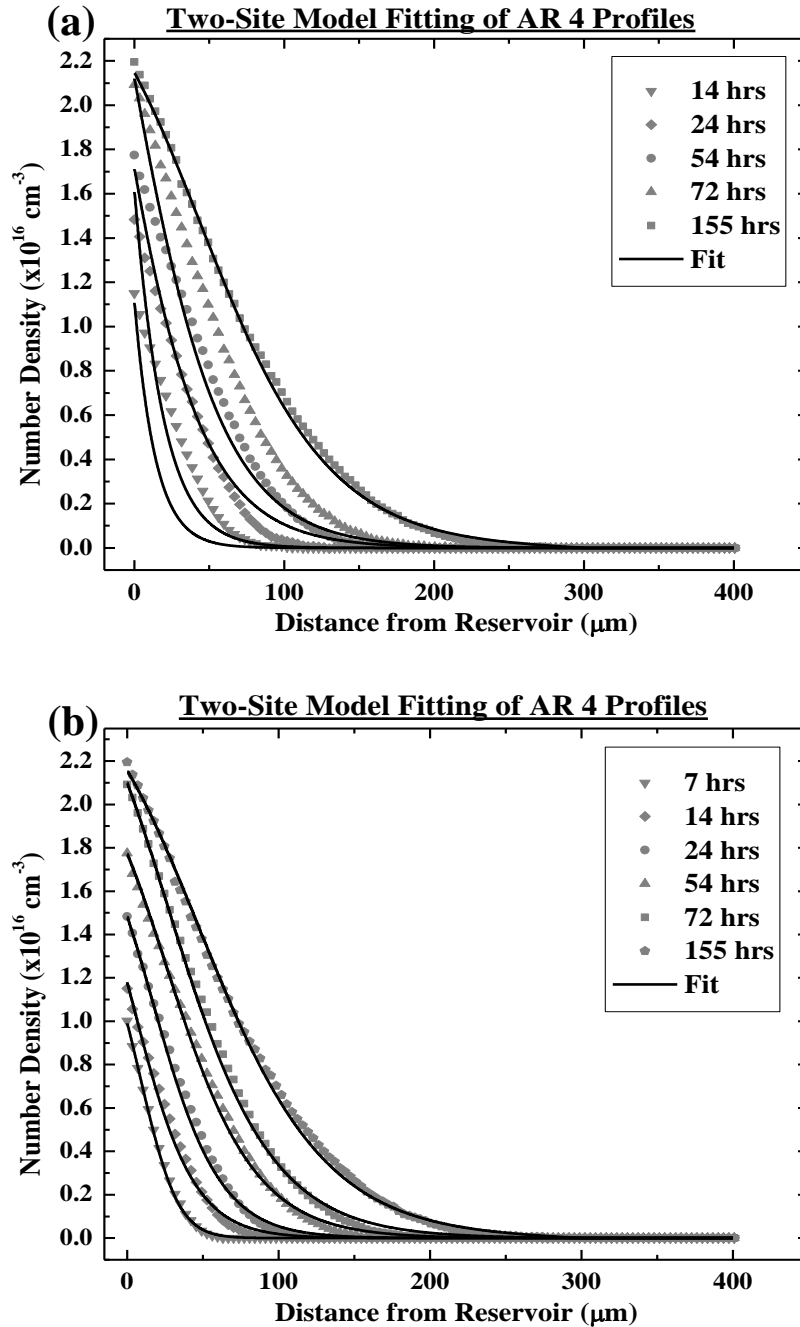 (a)
Two-Site Model Fitting of AR 4 Profiles
2.2
2.0
1.8
1.6
1.4
1.2
1.0
0.8
0.6
0.4
0.2
0.0
Number Density (x10^16 cm^-3)
14 hrs
24 hrs
54 hrs
72 hrs
155 hrs
Fit
0 100 200 300 400
Distance from Reservoir (μm)
(b)
Two-Site Model Fitting of AR 4 Profiles
2.2
2.0
1.8
1.6
1.4
1.2
1.0
0.8
0.6
0.4
0.2
0.0
Number Density (x10^16 cm^-3)
7 hrs
14 hrs
24 hrs
54 hrs
72 hrs
155 hrs
Fit
0 100 200 300 400
Distance from Reservoir (μm)